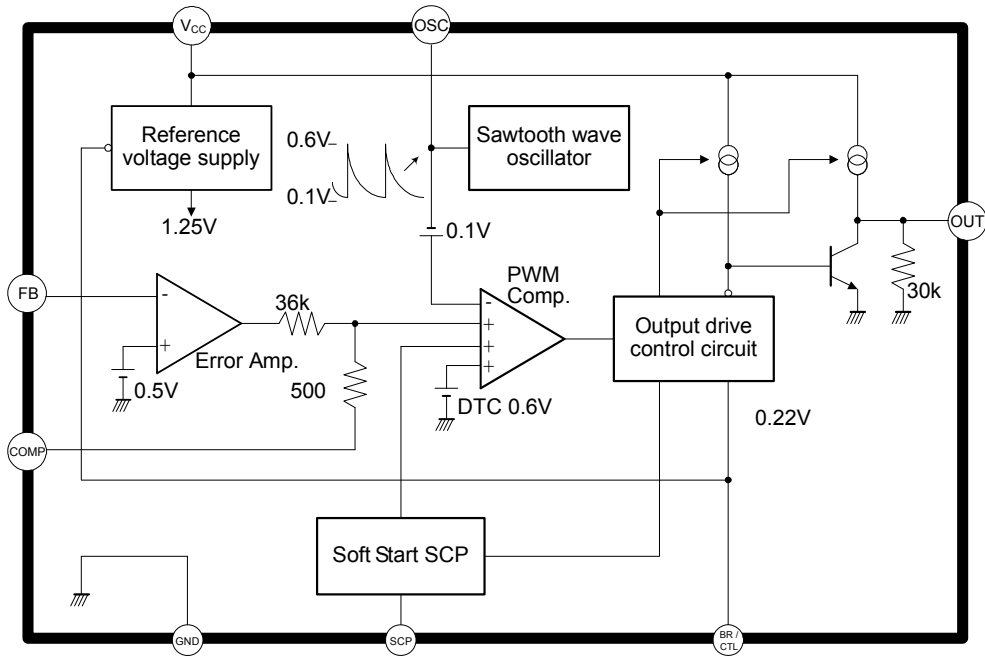 VCC
OSC
Reference
voltage supply
0.6V
0.1V
Sawtooth wave
oscillator
1.25V
0.1V
OUT
FB
-
+
36k
PWM
Comp.
-
+
+
+
Output drive
control circuit
30k
Error Amp.
0.5V
500
DTC 0.6V
0.22V
COMP
Soft Start SCP
GND
SCP
BR /
CTL